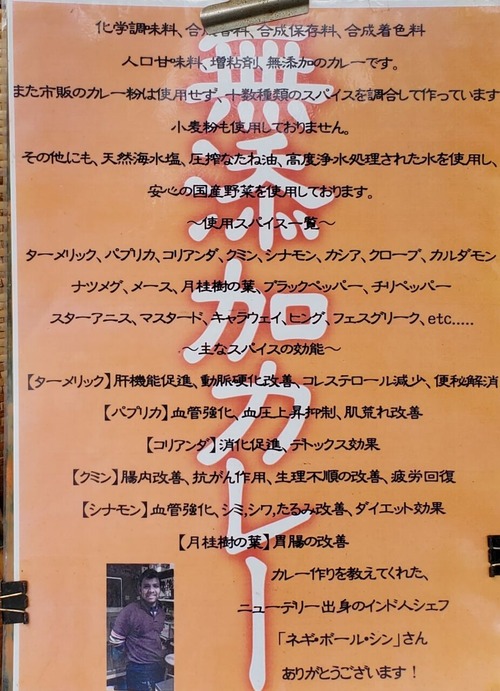 無添加カレー
化学調味料、合成香料、合成保存料、合成着色料
人口甘味料、増粘剤、無添加のカレーです。
また市販のカレー粉は使用せず、十数種類のスパイスを調合して作っています
小麦粉も使用しておりません。
その他にも、天然海水塩、圧搾なたね油、高度浄水処理された水を使用し、
安心の国産野菜を使用しております。
～使用スパイス一覧～
ターメリック、パプリカ、コリアンダ、クミン、シナモン、カシア、クローブ、カルダモン
ナツメグ、メース、月桂樹の葉、ブラックペッパー、チリペッパー
スターアニス、マスタード、キャラウェイ、ヒング、フェスグリーク、etc.....
～主なスパイスの効能～
【ターメリック】肝機能促進、動脈硬化改善、コレステロール減少、便秘解消
【パプリカ】血管強化、血圧上昇抑制、肌荒れ改善
【コリアンダ】消化促進、デトックス効果
【クミン】腸内改善、抗がん作用、生理不順の改善、疲労回復
【シナモン】血管強化、シミ,シワ,たるみ改善、ダイエット効果
【月桂樹の葉】胃腸の改善
カレー作りを教えてくれた、
ニューデリー出身のインド人シェフ
「ネギ・ポール・シン」さん
ありがとうございます！